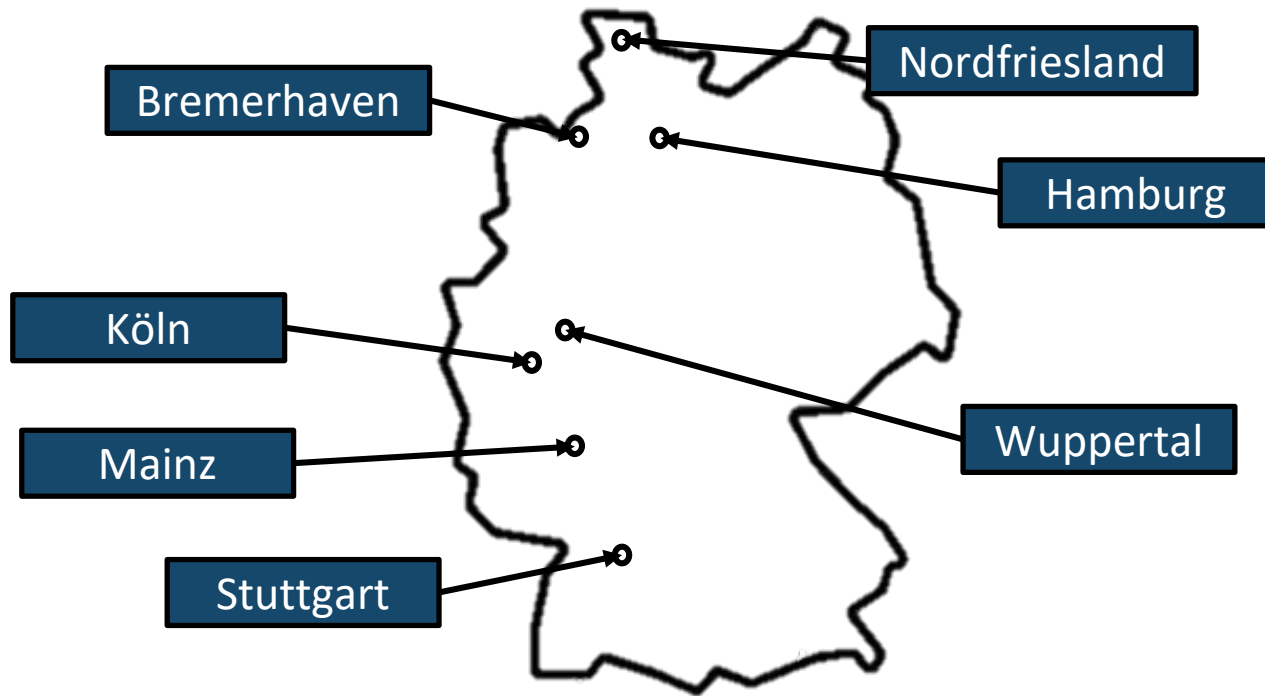 Nordfriesland
Bremerhaven
Hamburg
Köln
Wuppertal
Mainz
Stuttgart